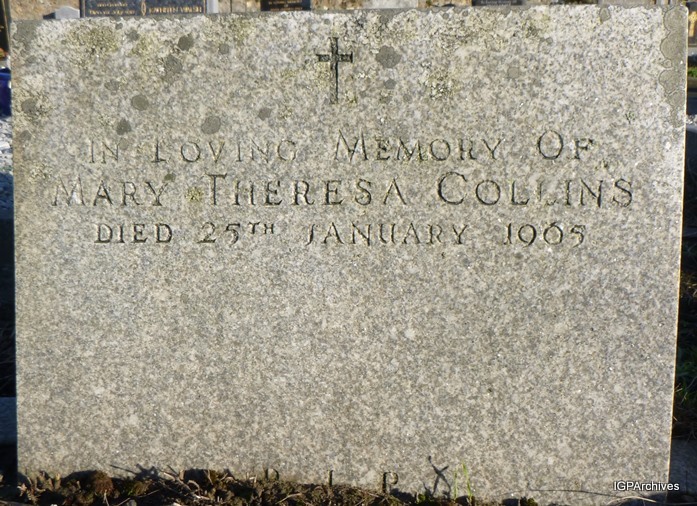 IN LOVING MEMORY OF
MARY THERESA COLLINS
DIED 25TH JANUARY 1965
R I P
IGPArchives